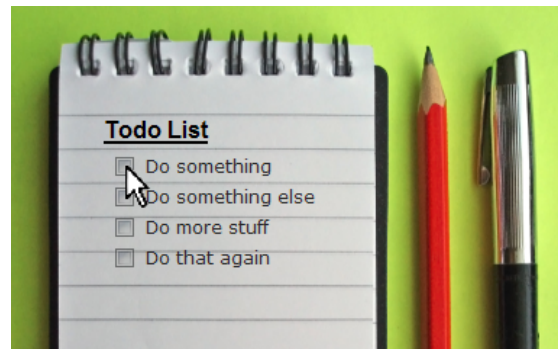 Todo List
Do something
Do something else
Do more stuff
Do that again